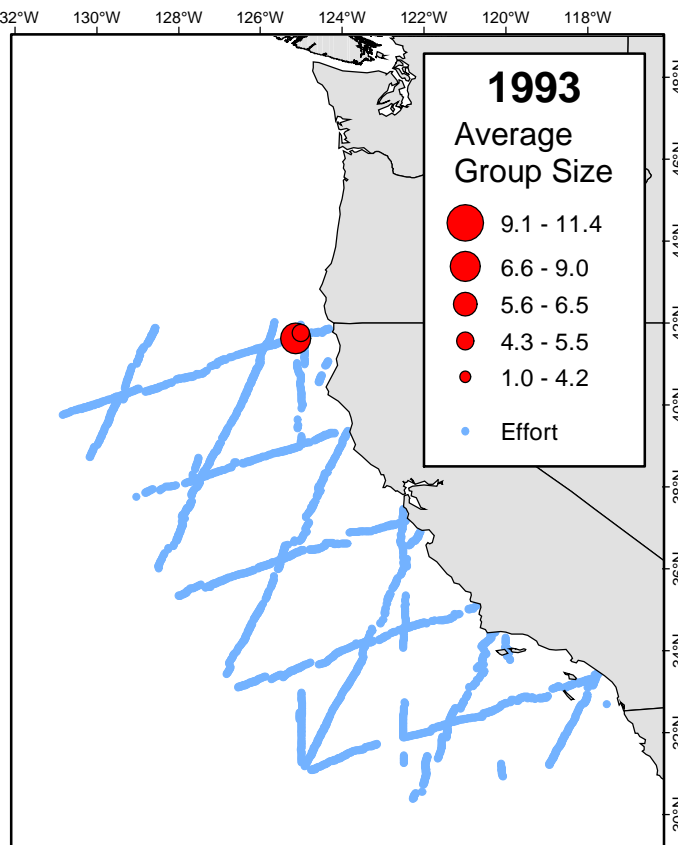 32°W 130°W 128°W 126°W 124°W 122°W 120°W 118°W
1993
Average
Group Size
9.1 - 11.4
6.6 - 9.0
5.6 - 6.5
4.3 - 5.5
1.0 - 4.2
Effort
48°N
46°N
44°N
42°N
40°N
38°N
36°N
34°N
32°N
30°N